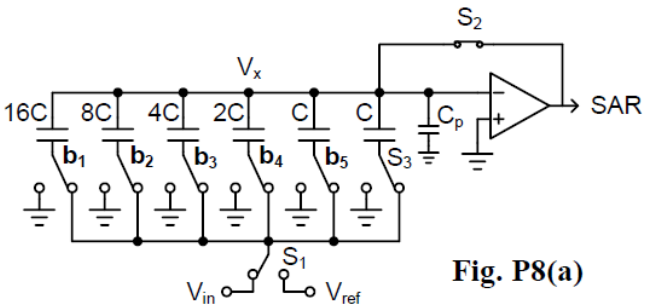 S2
Vx
16C 8C 4C 2C C C Cp SAR
b1 b2 b3 b4 b5 S3
S1
Vin Vref
Fig. P8(a)